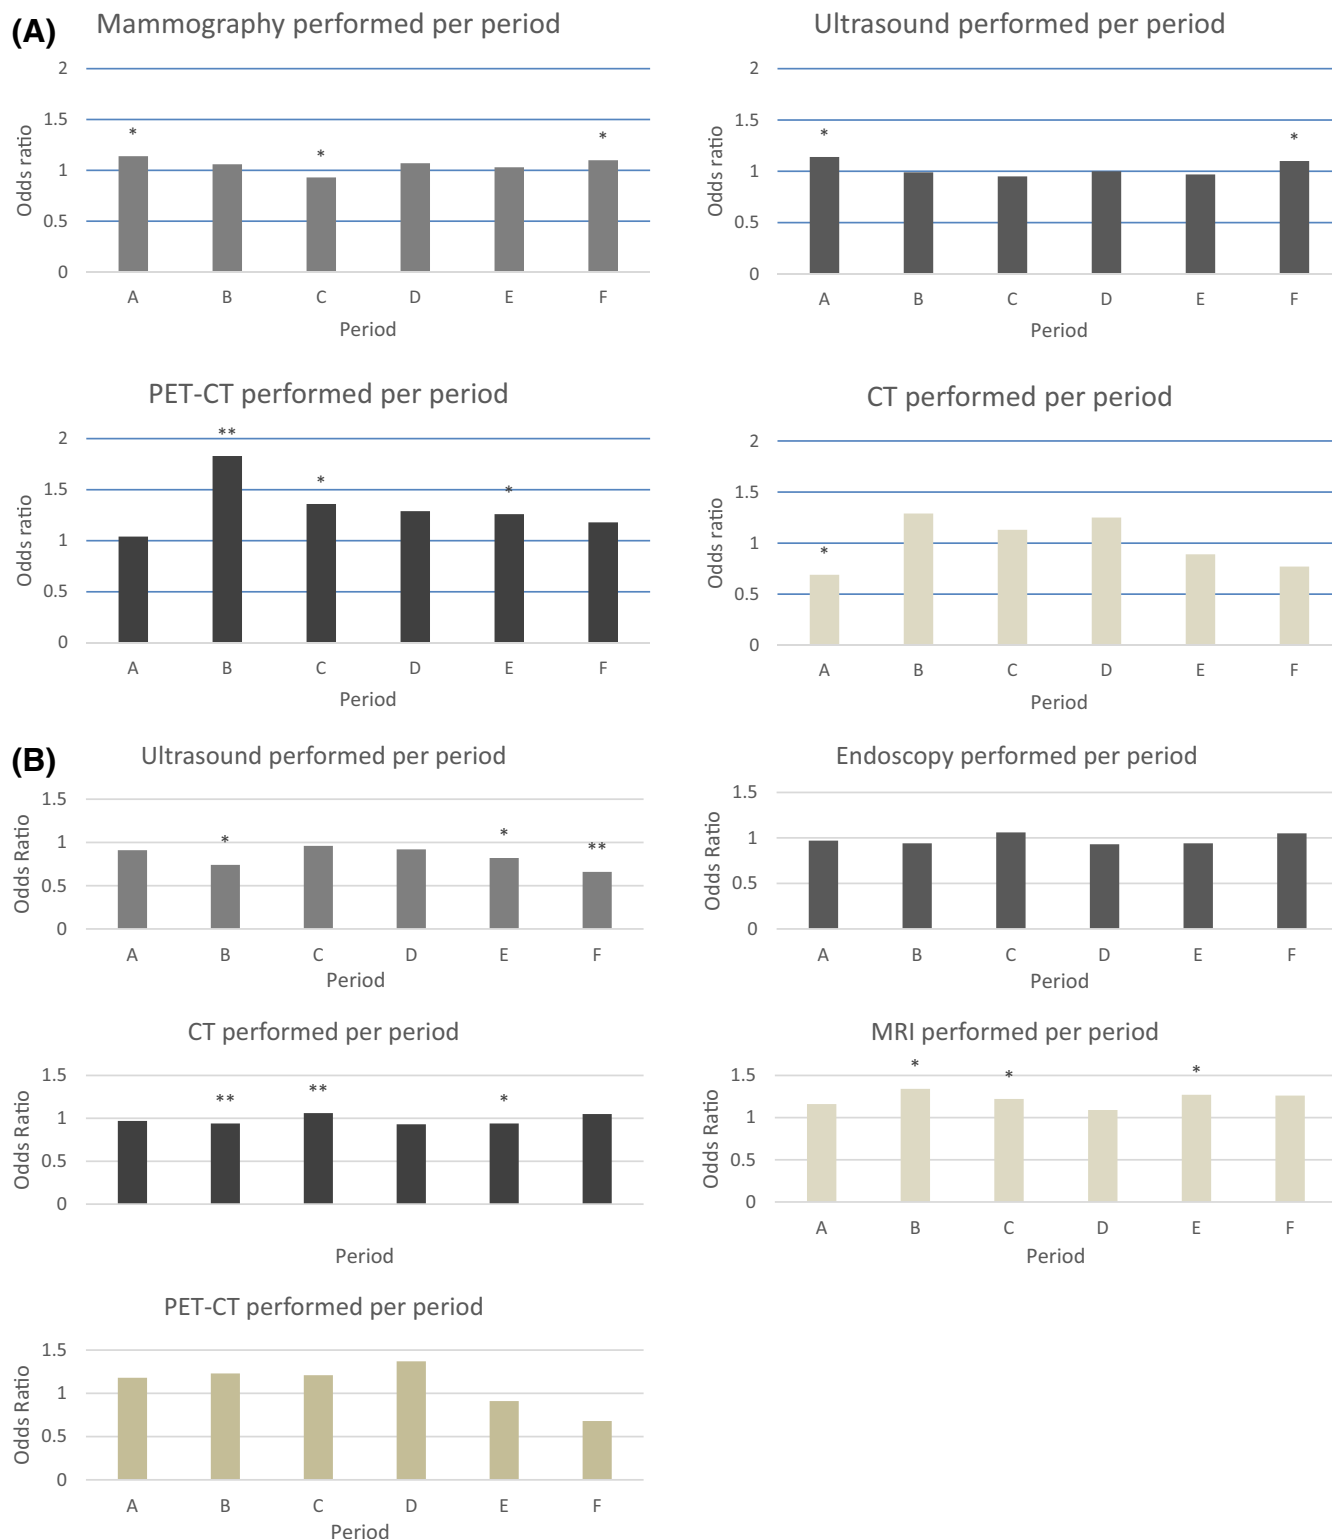 (A)
Mammography performed per period
2
*
1.5
*
*
1
0.5
0
Odds ratio
A B C D E F
Period
Ultrasound performed per period
2
1.5
*
*
1
0.5
0
Odds ratio
A B C D E F
Period
PET-CT performed per period
2
**
*
*
1.5
1
0.5
0
Odds ratio
A B C D E F
Period
CT performed per period
2
1.5
1
*
0.5
0
Odds ratio
A B C D E F
Period
(B)
Ultrasound performed per period
1.5
1
*
*
**
0.5
0
Odds Ratio
A B C D E F
Period
Endoscopy performed per period
1.5
1
0.5
0
Odds Ratio
A B C D E F
Period
CT performed per period
1.5
** ** *
1
0.5
0
Odds Ratio
Period
MRI performed per period
* * *
1.5
1
0.5
0
Odds Ratio
A B C D E F
Period
PET-CT performed per period
1.5
1
0.5
0
Odds Ratio
A B C D E F
Period